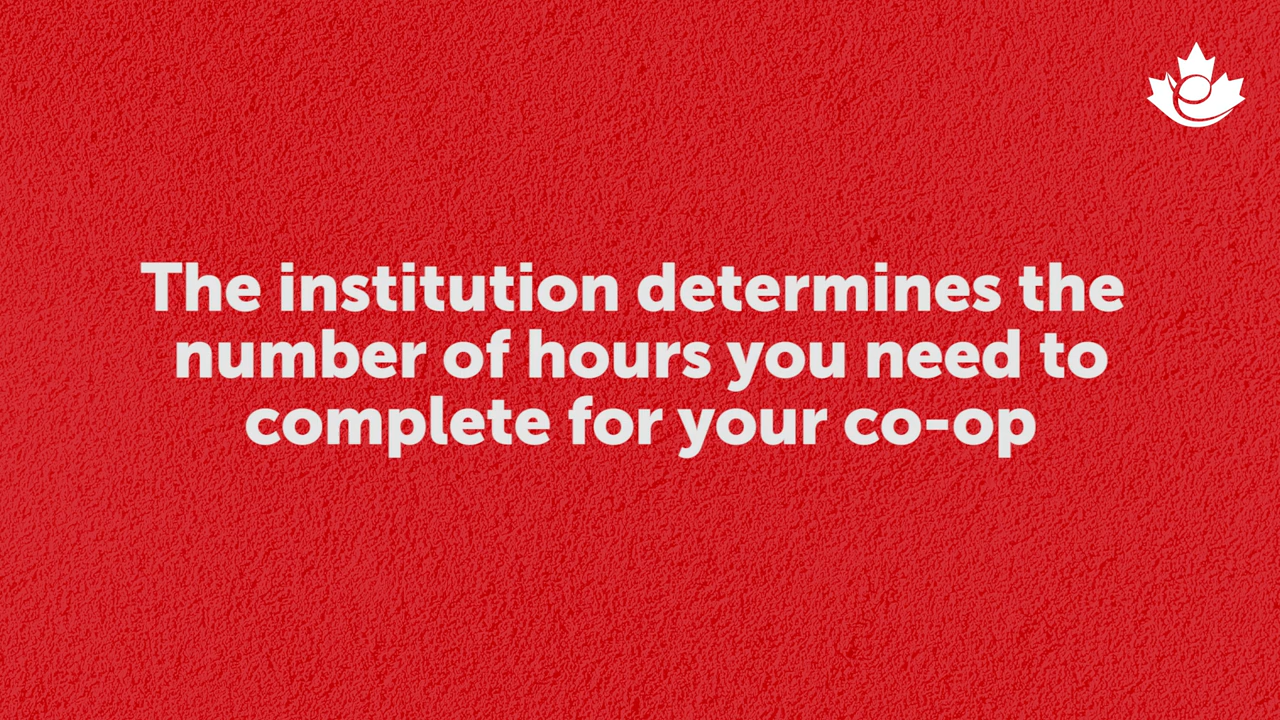 The institution determines the
number of hours you need to
complete for your co-op